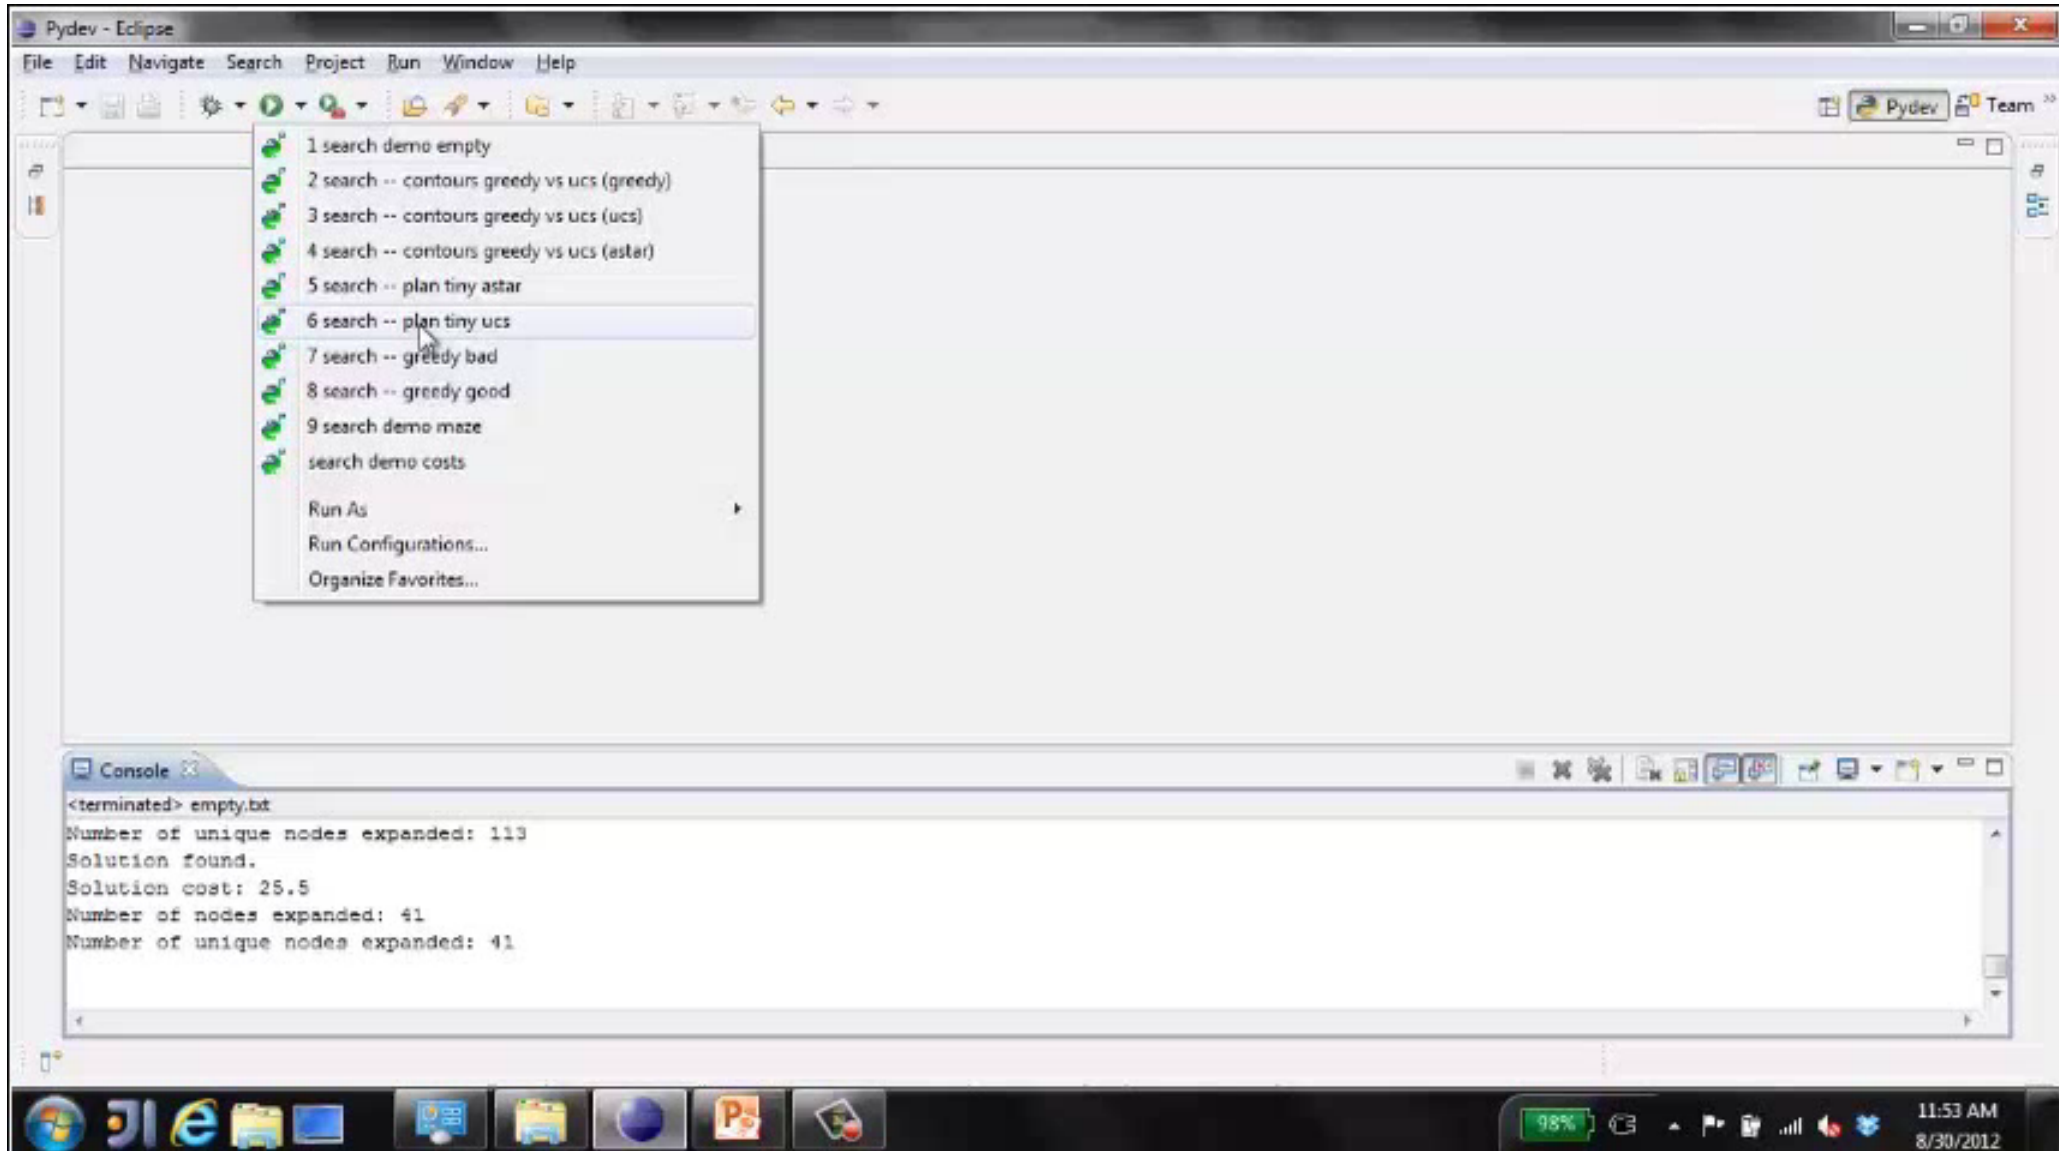 Pydev - Eclipse
File Edit Navigate Search Project Run Window Help
Pydev Team
1 search demo empty
2 search -- contours greedy vs ucs (greedy)
3 search -- contours greedy vs ucs (ucs)
4 search -- contours greedy vs ucs (astar)
5 search -- plan tiny astar
6 search -- plan tiny ucs
7 search -- greedy bad
8 search -- greedy good
9 search demo maze
search demo costs
Run As
Run Configurations...
Organize Favorites...
Console
<terminated> empty.txt
Number of unique nodes expanded: 113
Solution found.
Solution cost: 25.5
Number of nodes expanded: 41
Number of unique nodes expanded: 41
98%
11:53 AM
8/30/2012